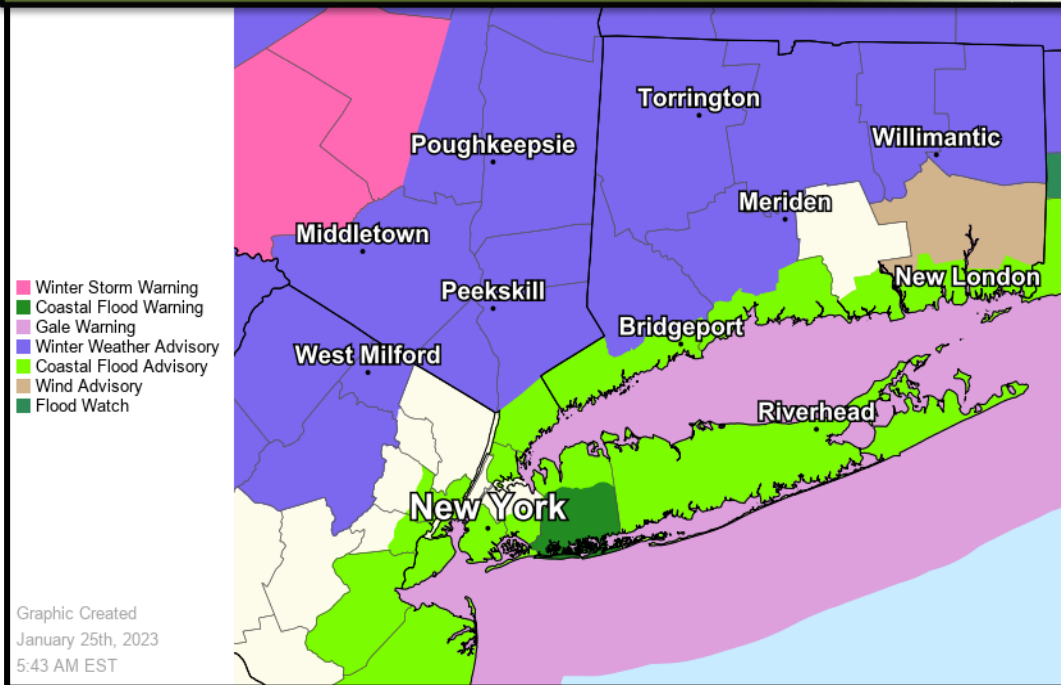 Torrington
Willimantic
Poughkeepsie
Meriden
Middletown
New London
Peekskill
Bridgeport
West Milford
Riverhead
New York
Winter Storm Warning
Coastal Flood Warning
Gale Warning
Winter Weather Advisory
Coastal Flood Advisory
Wind Advisory
Flood Watch
Graphic Created
January 25th, 2023
5:43 AM EST